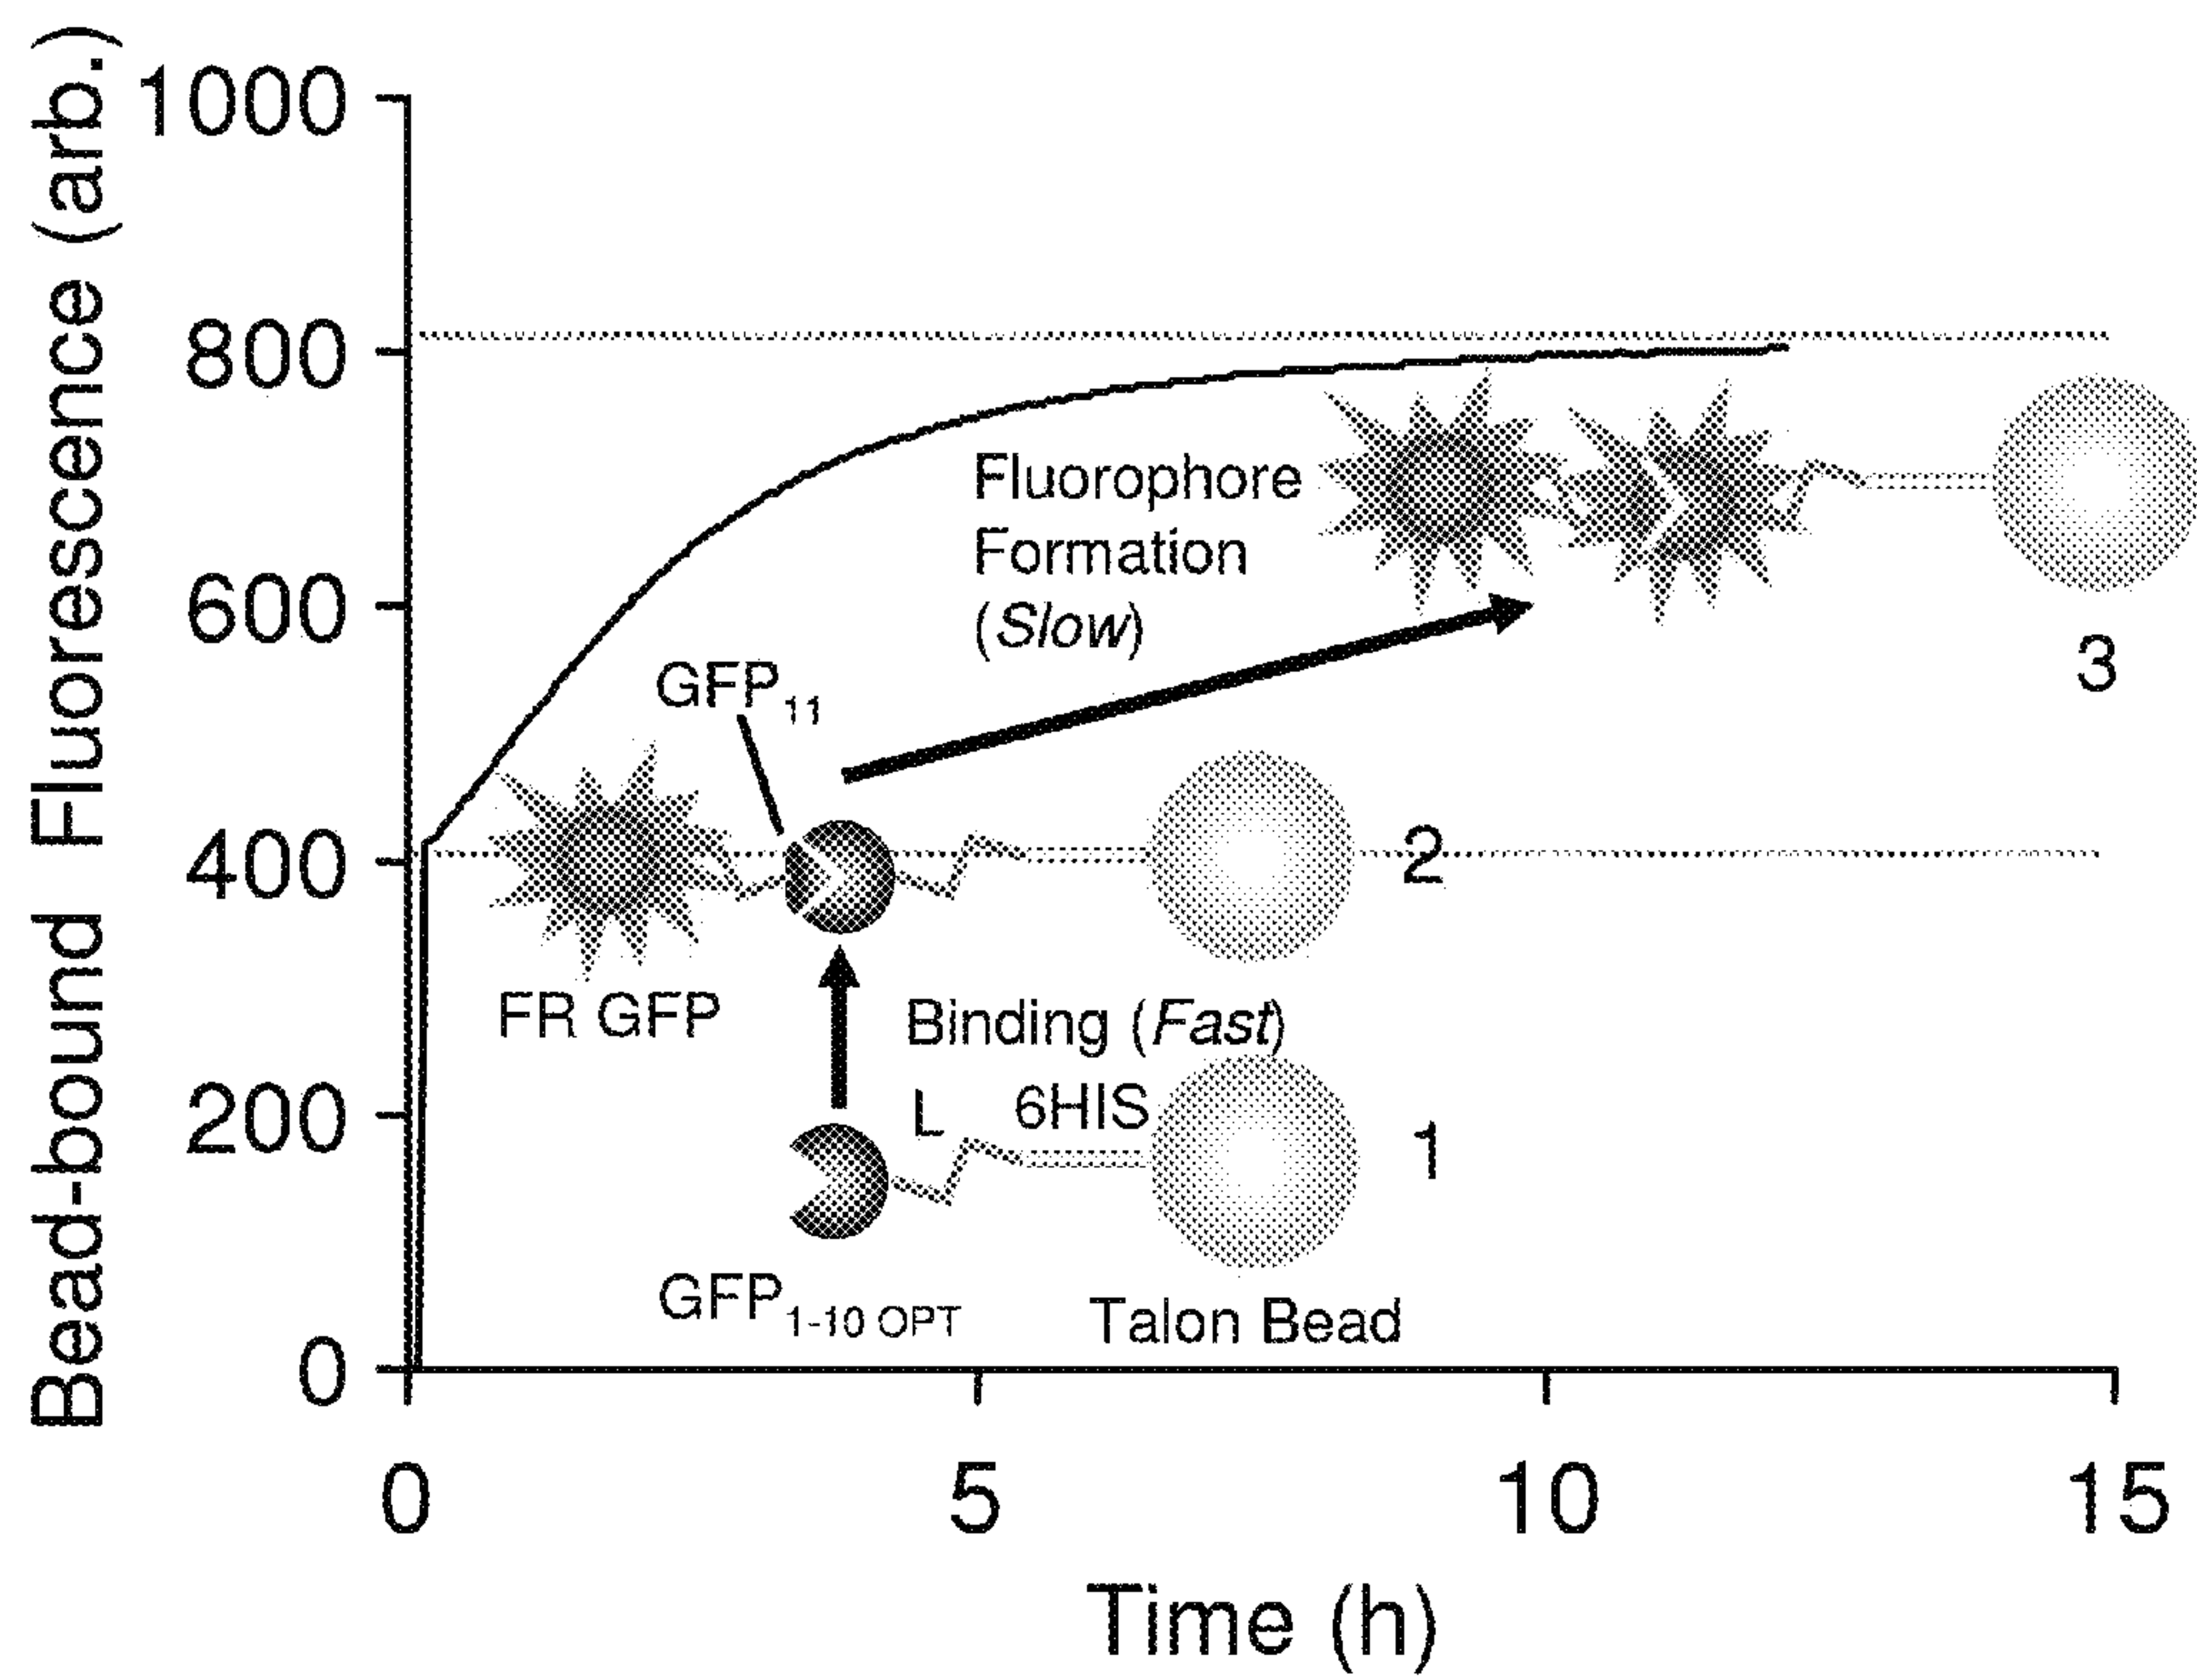 Bead-bound Fluorescence (arb.)
1000
800
600
400
200
0
Fluorophore
Formation
(Slow)
3
GFP11
2
FR GFP
Binding (Fast)
L
6HIS
1
GFP1-10 OPT
Talon Bead
0
5
10
15
Time (h)